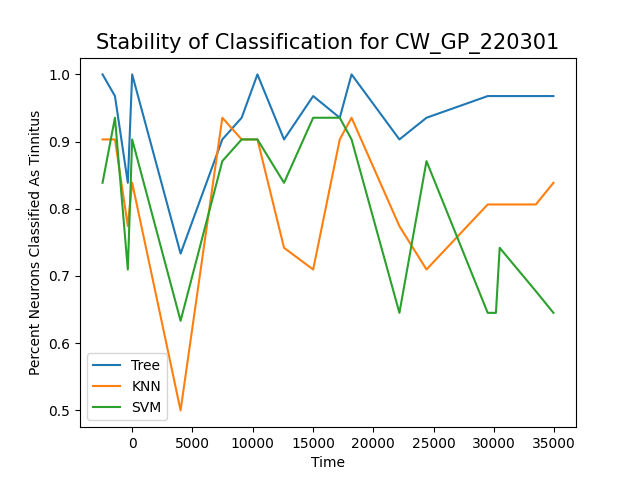 Stability of Classification for CW_GP_220301
Percent Neurons Classified As Tinnitus
1.0
0.9
0.8
0.7
0.6
0.5
Tree
KNN
SVM
0 5000 10000 15000 20000 25000 30000 35000
Time